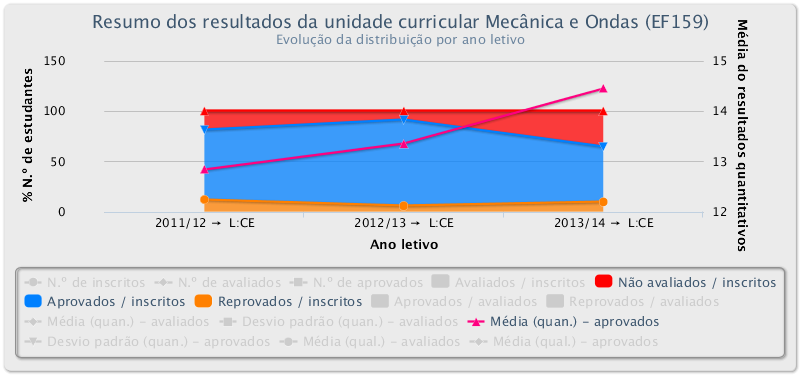 Resumo dos resultados da unidade curricular Mecânica e Ondas (EF159)
Evolução da distribuição por ano letivo
% N.º de estudantes
150
100
50
0
Média do resultados quantitativos
15
14
13
12
2011/12 → L:CE
2012/13 → L:CE
2013/14 → L:CE
Ano letivo
N.º de inscritos N.º de avaliados N.º de aprovados Avaliados / inscritos Não avaliados / inscritos
Aprovados / inscritos Reprovados / inscritos Aprovados / avaliados Reprovados / avaliados
Média (quan.) – avaliados Desvio padrão (quan.) – avaliados Média (quan.) – aprovados
Desvio padrão (quan.) – aprovados Média (qual.) – avaliados Média (qual.) – aprovados